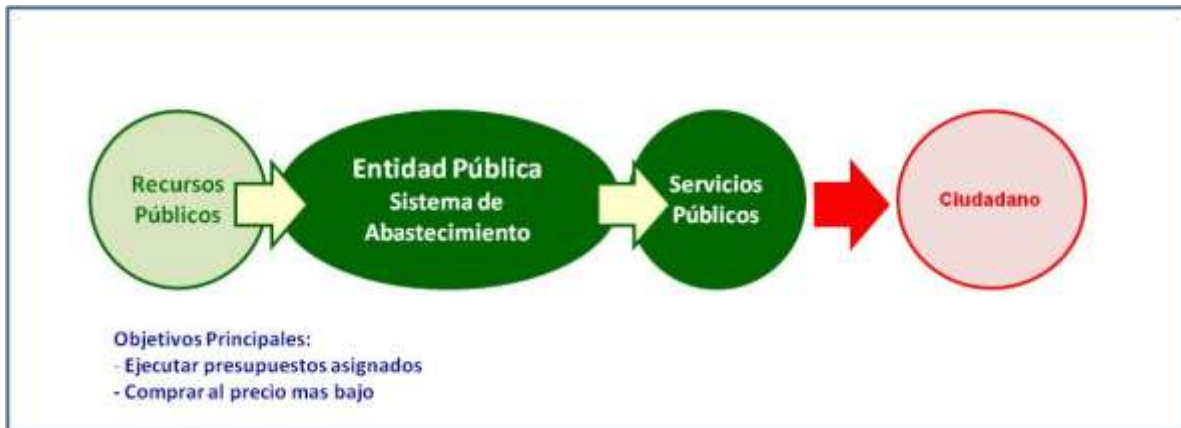 Recursos
Públicos
Entidad Pública
Sistema de
Abastecimiento
Servicios
Públicos
Ciudadano
Objetivos Principales:
- Ejecutar presupuestos asignados
- Comprar al precio mas bajo